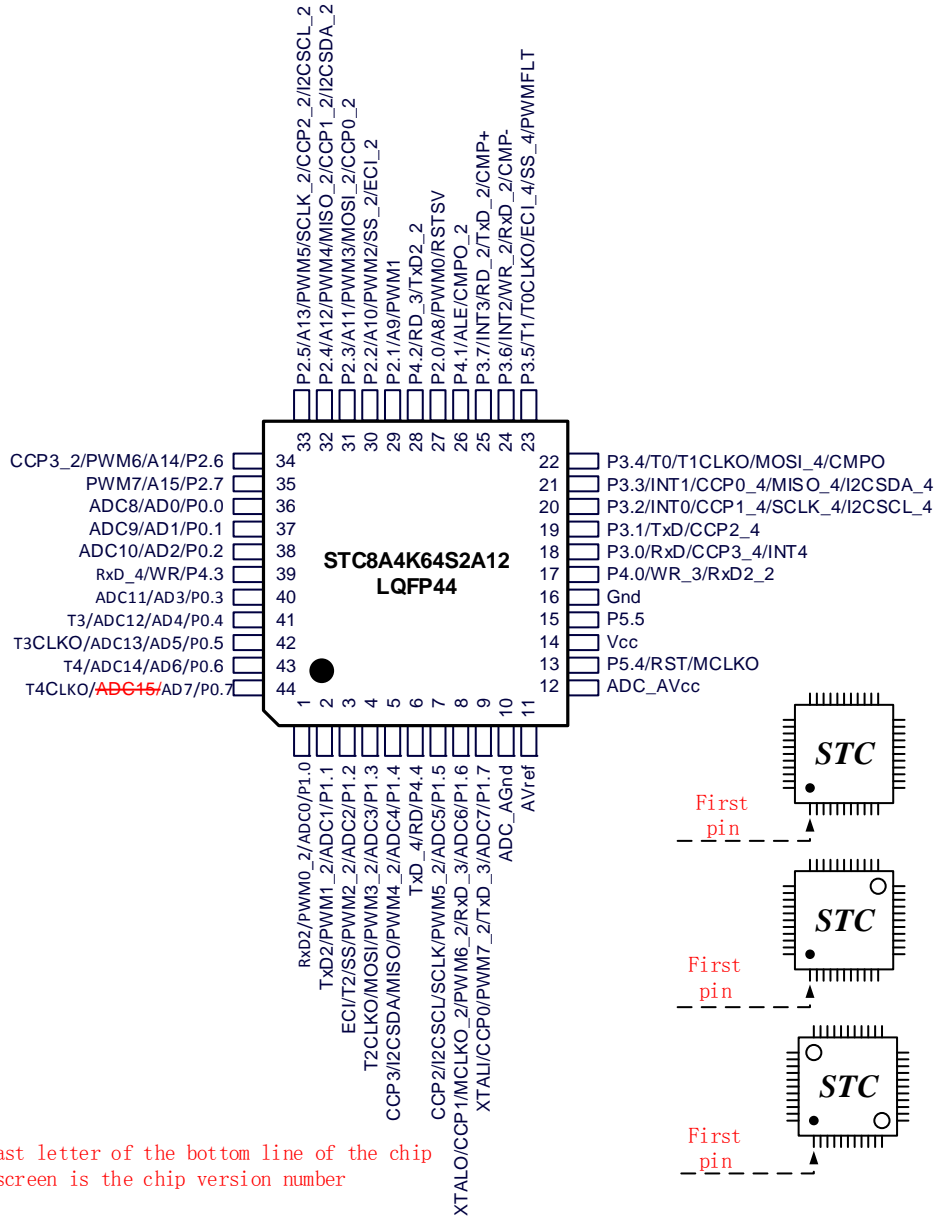 P2.5/A13/PWM5/SCLK_2/CCP2_2/I2CSCL_2
P2.4/A12/PWM4/MISO_2/CCP1_2/I2CSDA_2
P2.3/A11/PWM3/MOSI_2/CCP0_2
P2.2/A10/PWM2/SS_2/ECI_2
P2.1/A9/PWM1
P4.2/RD_3/TxD2_2
P2.0/A8/PWM0/RSTSV
P4.1/ALE/CMPO_2
P3.7/INT3/RD_2/TxD_2/CMP+
P3.6/INT2/WR_2/RxD_2/CMP-
P3.5/T1/T0CLKO/ECI_4/SS_4/PWMFLT
33 32 31 30 29 28 27 26 25 24 23
CCP3_2/PWM6/A14/P2.6 34
PWM7/A15/P2.7 35
ADC8/AD0/P0.0 36
ADC9/AD1/P0.1 37
ADC10/AD2/P0.2 38
RxD_4/WR/P4.3 39
ADC11/AD3/P0.3 40
T3/ADC12/AD4/P0.4 41
T3CLKO/ADC13/AD5/P0.5 42
T4/ADC14/AD6/P0.6 43
T4CLKO/ADC15/AD7/P0.7 44
STC8A4K64S2A12
LQFP44
22 P3.4/T0/T1CLKO/MOSI_4/CMPO
21 P3.3/INT1/CCP0_4/MISO_4/I2CSDA_4
20 P3.2/INT0/CCP1_4/SCLK_4/I2CSCL_4
19 P3.1/TxD/CCP2_4
18 P3.0/RxD/CCP3_4/INT4
17 P4.0/WR_3/RxD2_2
16 Gnd
15 P5.5
14 Vcc
13 P5.4/RST/MCLKO
12 ADC_AVcc
1 2 3 4 5 6 7 8 9 10 11
RxD2/PWM0_2/ADC0/P1.0
TxD2/PWM1_2/ADC1/P1.1
ECI/T2/SS/PWM2_2/ADC2/P1.2
T2CLKO/MOSI/PWM3_2/ADC3/P1.3
CCP3/I2CSDA/MISO/PWM4_2/ADC4/P1.4
TxD_4/RD/P4.4
CCP2/I2CSCL/SCLK/PWM5_2/ADC5/P1.5
XTALO/CCP1/MCLKO_2/PWM6_2/RxD_3/ADC6/P1.6
XTALI/CCP0/PWM7_2/TxD_3/ADC7/P1.7
ADC_AGnd
AVref
STC
First
pin
STC
First
pin
STC
First
pin
ast letter of the bottom line of the chip
screen is the chip version number